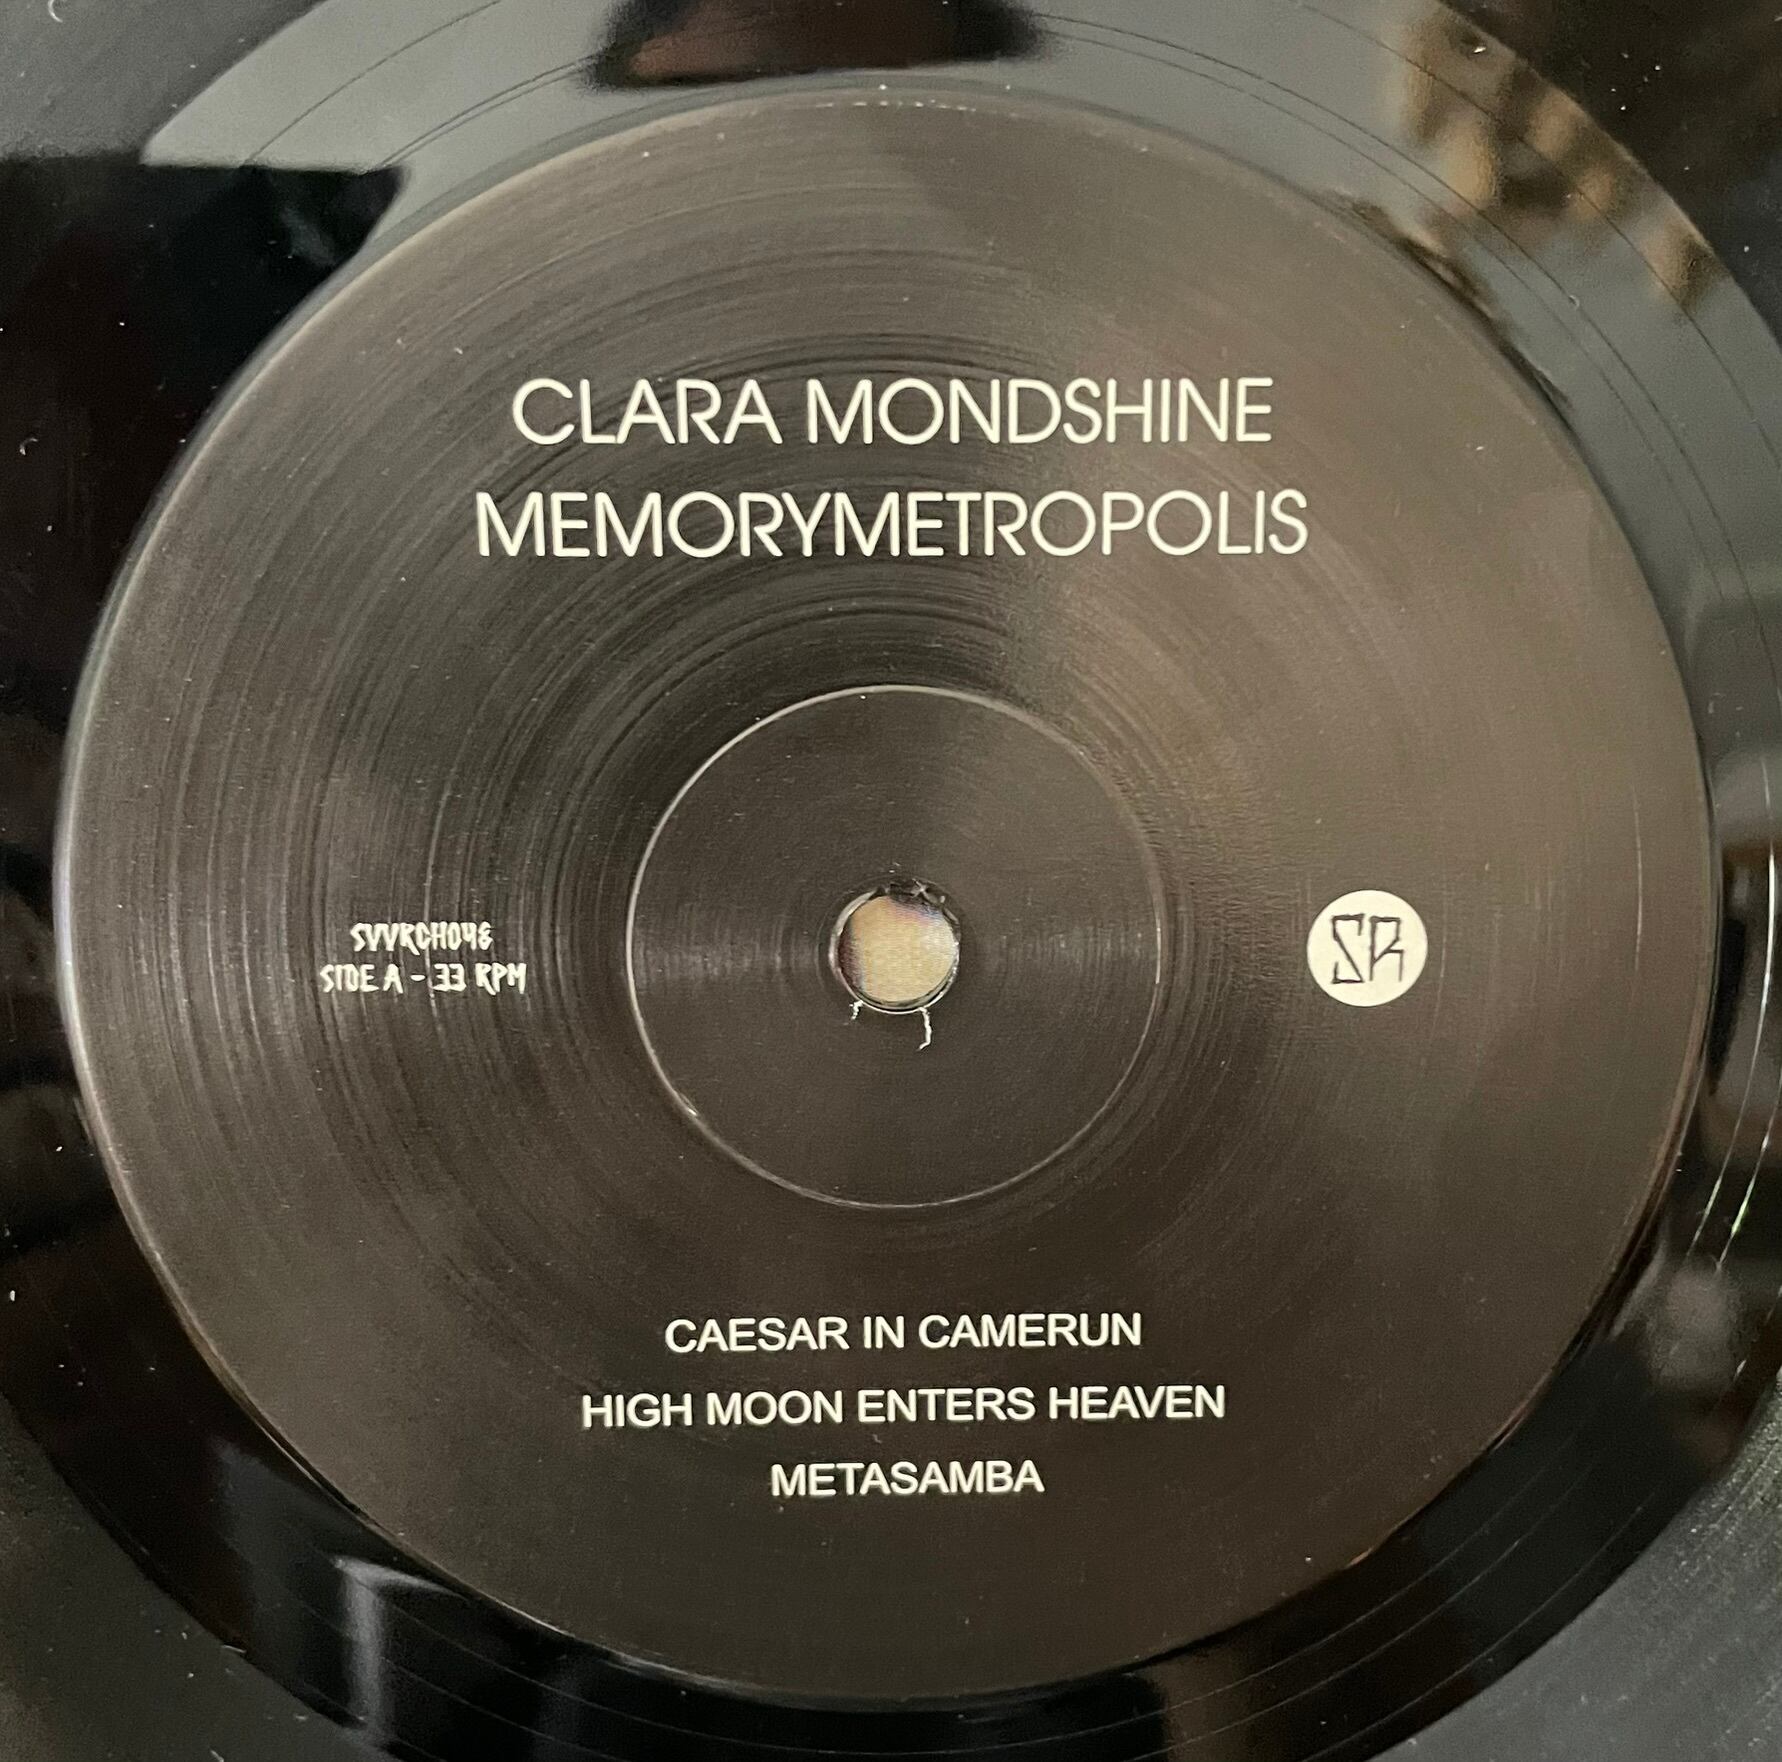 CLARA MONDSHINE
MEMORYMETROPOLIS
SVVRCH048
SIDE A - 33 RPM
SR
CAESAR IN CAMERUN
HIGH MOON ENTERS HEAVEN
METASAMBA